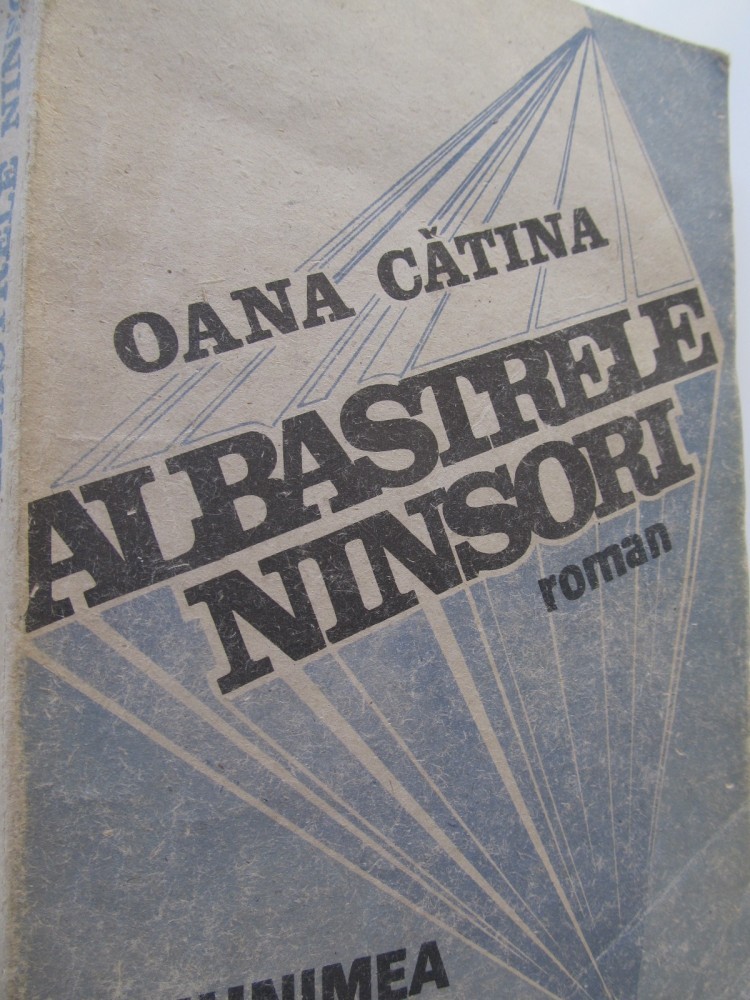 OANA CĂTINA
ALBASTRELE
NINSORI
roman